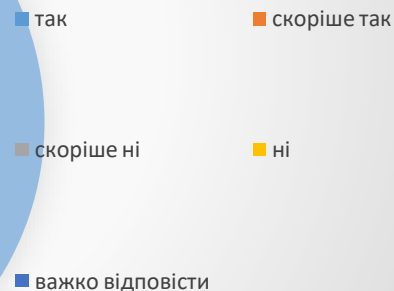 так
скоріше так
скоріше ні
ні
важко відповісти